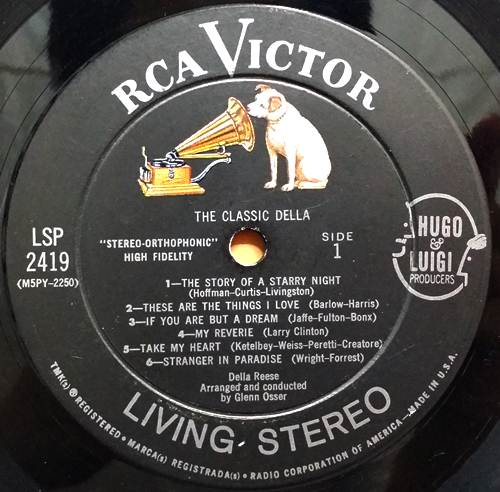 RCA VICTOR
THE CLASSIC DELLA
LSP
2419
(M5PY-2250)
"STEREO-ORTHOPHONIC"
HIGH FIDELITY
SIDE
1
HUGO
&
LUIGI
PRODUCERS
1—THE STORY OF A STARRY NIGHT
(Hoffman-Curtis-Livingston)
2—THESE ARE THE THINGS I LOVE (Barlow-Harris)
3—IF YOU ARE BUT A DREAM (Jaffe-Fulton-Bonx)
4—MY REVERIE (Larry Clinton)
5—TAKE MY HEART (Ketelbey-Weiss-Peretti-Creatore)
6—STRANGER IN PARADISE (Wright-Forrest)
Della Reese
Arranged and conducted
by Glenn Osser
LIVING STEREO
TMK(s) ® REGISTERED • MARCA(s) REGISTRADA(s) • RADIO CORPORATION OF AMERICA—MADE IN U.S.A.